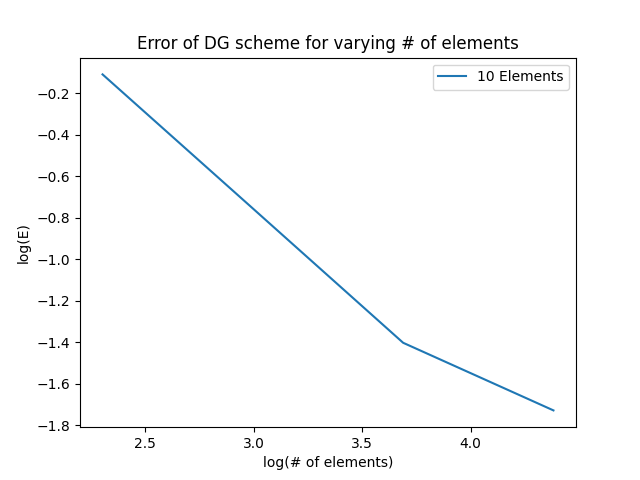 Error of DG scheme for varying # of elements
10 Elements
−0.2
−0.4
−0.6
−0.8
−1.0
−1.2
−1.4
−1.6
−1.8
log(E)
2.5 3.0 3.5 4.0
log(# of elements)